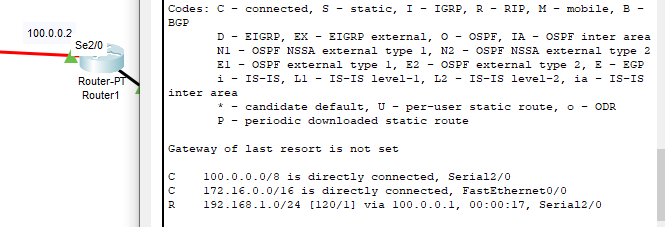 100.0.0.2
Se2/0
Router-PT
Router1
Codes: C - connected, S - static, I - IGRP, R - RIP, M - mobile, B -
BGP
D - EIGRP, EX - EIGRP external, O - OSPF, IA - OSPF inter area
N1 - OSPF NSSA external type 1, N2 - OSPF NSSA external type 2
E1 - OSPF external type 1, E2 - OSPF external type 2, E - EGP
i - IS-IS, L1 - IS-IS level-1, L2 - IS-IS level-2, ia - IS-IS
inter area
* - candidate default, U - per-user static route, o - ODR
P - periodic downloaded static route
Gateway of last resort is not set
C 100.0.0.0/8 is directly connected, Serial2/0
C 172.16.0.0/16 is directly connected, FastEthernet0/0
R 192.168.1.0/24 [120/1] via 100.0.0.1, 00:00:17, Serial2/0